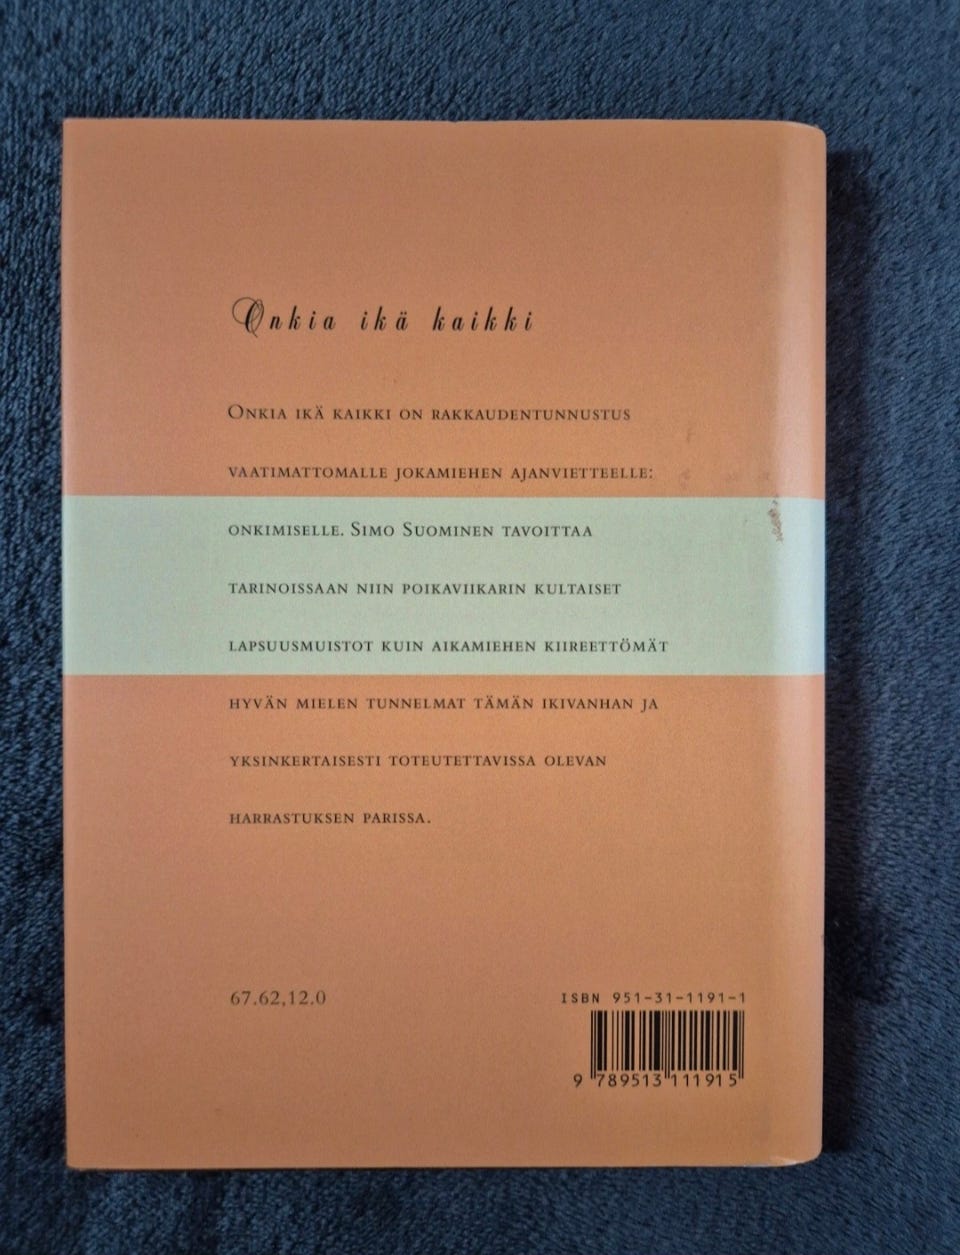 Onkia ikä kaikki
Onkia ikä kaikki on rakkaudentunnustus
vaatimattomalle jokamiehen ajanvietteelle:
onkimiselle. Simo Suominen tavoittaa
tarinoissaan niin poikaviikarin kultaiset
lapsuusmuistot kuin aikamiehen kiireettömät
hyvän mielen tunnelmat tämän ikivanhan ja
yksinkertaisesti toteutettavissa olevan
harrastuksen parissa.
67.62,12.0
ISBN 951-31-1191-1
9 789513 111915